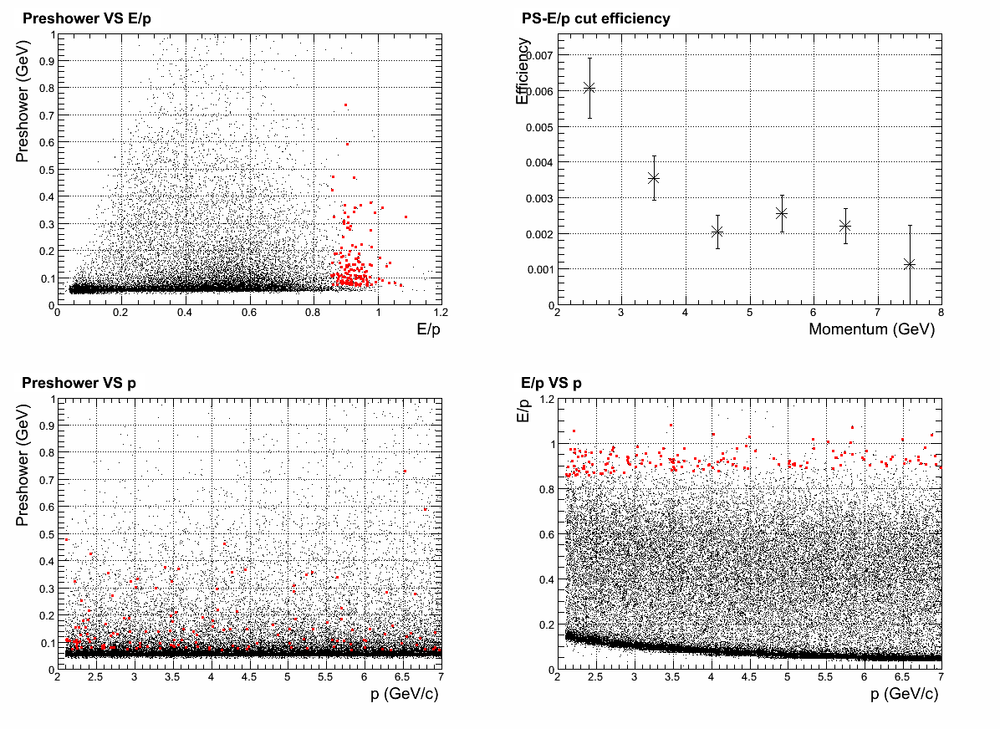 Preshower VS E/p
Preshower (GeV)
1
0.9
0.8
0.7
0.6
0.5
0.4
0.3
0.2
0.1
0
0 0.2 0.4 0.6 0.8 1 1.2
E/p
PS-E/p cut efficiency
Efficiency
0.007
0.006
0.005
0.004
0.003
0.002
0.001
0
2 3 4 5 6 7 8
Momentum (GeV)
Preshower VS p
Preshower (GeV)
1
0.9
0.8
0.7
0.6
0.5
0.4
0.3
0.2
0.1
0
2 2.5 3 3.5 4 4.5 5 5.5 6 6.5 7
p (GeV/c)
E/p VS p
E/p
1.2
1
0.8
0.6
0.4
0.2
0
2 2.5 3 3.5 4 4.5 5 5.5 6 6.5 7
p (GeV/c)